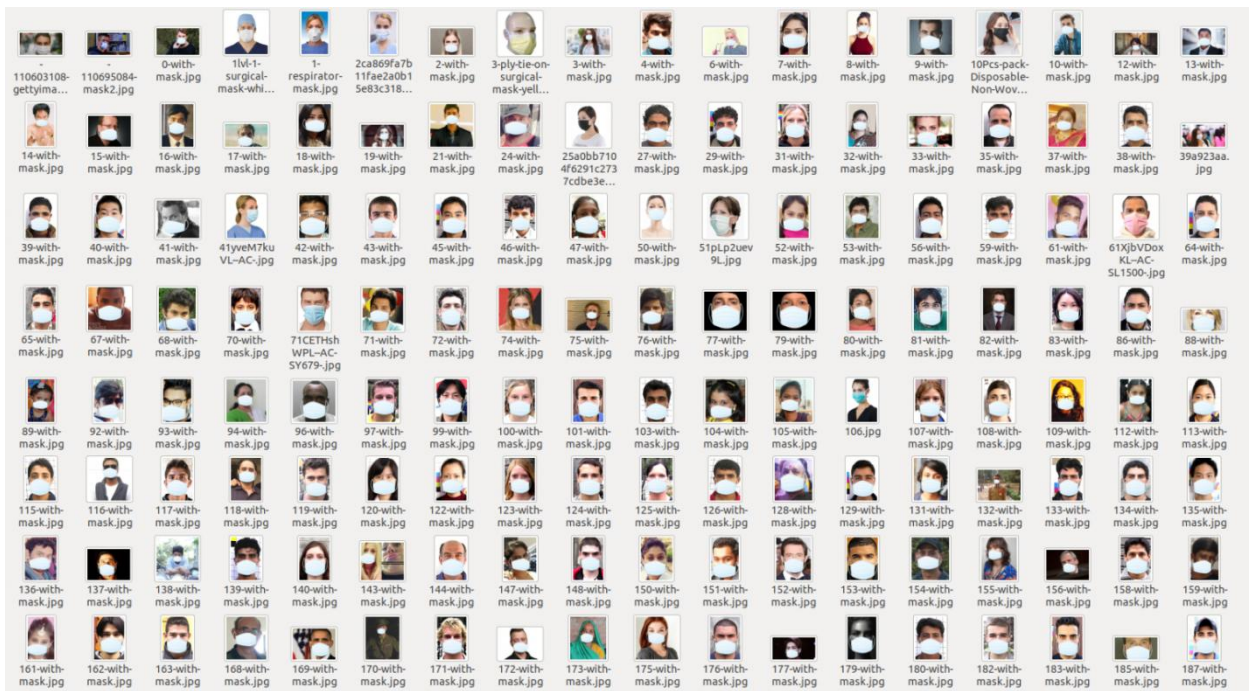 -
110603108-
gettyima...
-
110695084-
mask2.jpg
0-with-
mask.jpg
1lvl-1-
surgical-
mask-whi...
1-
respirator-
mask.jpg
2ca869fa7b
11fae2a0b1
5e83c318...
2-with-
mask.jpg
3-ply-tie-on-
surgical-
mask-yell...
3-with-
mask.jpg
4-with-
mask.jpg
6-with-
mask.jpg
7-with-
mask.jpg
8-with-
mask.jpg
9-with-
mask.jpg
10Pcs-pack-
Disposable-
Non-Wov...
10-with-
mask.jpg
12-with-
mask.jpg
13-with-
mask.jpg
14-with-
mask.jpg
15-with-
mask.jpg
16-with-
mask.jpg
17-with-
mask.jpg
18-with-
mask.jpg
19-with-
mask.jpg
21-with-
mask.jpg
24-with-
mask.jpg
25a0bb710
4f6291c273
7cdbe3e...
27-with-
mask.jpg
29-with-
mask.jpg
31-with-
mask.jpg
32-with-
mask.jpg
33-with-
mask.jpg
35-with-
mask.jpg
37-with-
mask.jpg
38-with-
mask.jpg
39a923aa.
jpg
39-with-
mask.jpg
40-with-
mask.jpg
41-with-
mask.jpg
41yveM7ku
VL–AC-.jpg
42-with-
mask.jpg
43-with-
mask.jpg
45-with-
mask.jpg
46-with-
mask.jpg
47-with-
mask.jpg
50-with-
mask.jpg
51pLp2uev
9L.jpg
52-with-
mask.jpg
53-with-
mask.jpg
56-with-
mask.jpg
59-with-
mask.jpg
61-with-
mask.jpg
61XjbVDox
KL–AC-
SL1500-.jpg
64-with-
mask.jpg
65-with-
mask.jpg
67-with-
mask.jpg
68-with-
mask.jpg
70-with-
mask.jpg
71CETHsh
WPL–AC-
SY679-.jpg
71-with-
mask.jpg
72-with-
mask.jpg
74-with-
mask.jpg
75-with-
mask.jpg
76-with-
mask.jpg
77-with-
mask.jpg
79-with-
mask.jpg
80-with-
mask.jpg
81-with-
mask.jpg
82-with-
mask.jpg
83-with-
mask.jpg
86-with-
mask.jpg
88-with-
mask.jpg
89-with-
mask.jpg
92-with-
mask.jpg
93-with-
mask.jpg
94-with-
mask.jpg
96-with-
mask.jpg
97-with-
mask.jpg
99-with-
mask.jpg
100-with-
mask.jpg
101-with-
mask.jpg
103-with-
mask.jpg
104-with-
mask.jpg
105-with-
mask.jpg
106.jpg
107-with-
mask.jpg
108-with-
mask.jpg
109-with-
mask.jpg
112-with-
mask.jpg
113-with-
mask.jpg
115-with-
mask.jpg
116-with-
mask.jpg
117-with-
mask.jpg
118-with-
mask.jpg
119-with-
mask.jpg
120-with-
mask.jpg
122-with-
mask.jpg
123-with-
mask.jpg
124-with-
mask.jpg
125-with-
mask.jpg
126-with-
mask.jpg
128-with-
mask.jpg
129-with-
mask.jpg
131-with-
mask.jpg
132-with-
mask.jpg
133-with-
mask.jpg
134-with-
mask.jpg
135-with-
mask.jpg
136-with-
mask.jpg
137-with-
mask.jpg
138-with-
mask.jpg
139-with-
mask.jpg
140-with-
mask.jpg
143-with-
mask.jpg
144-with-
mask.jpg
147-with-
mask.jpg
148-with-
mask.jpg
150-with-
mask.jpg
151-with-
mask.jpg
152-with-
mask.jpg
153-with-
mask.jpg
154-with-
mask.jpg
155-with-
mask.jpg
156-with-
mask.jpg
158-with-
mask.jpg
159-with-
mask.jpg
161-with-
mask.jpg
162-with-
mask.jpg
163-with-
mask.jpg
168-with-
mask.jpg
169-with-
mask.jpg
170-with-
mask.jpg
171-with-
mask.jpg
172-with-
mask.jpg
173-with-
mask.jpg
175-with-
mask.jpg
176-with-
mask.jpg
177-with-
mask.jpg
179-with-
mask.jpg
180-with-
mask.jpg
182-with-
mask.jpg
183-with-
mask.jpg
185-with-
mask.jpg
187-with-
mask.jpg